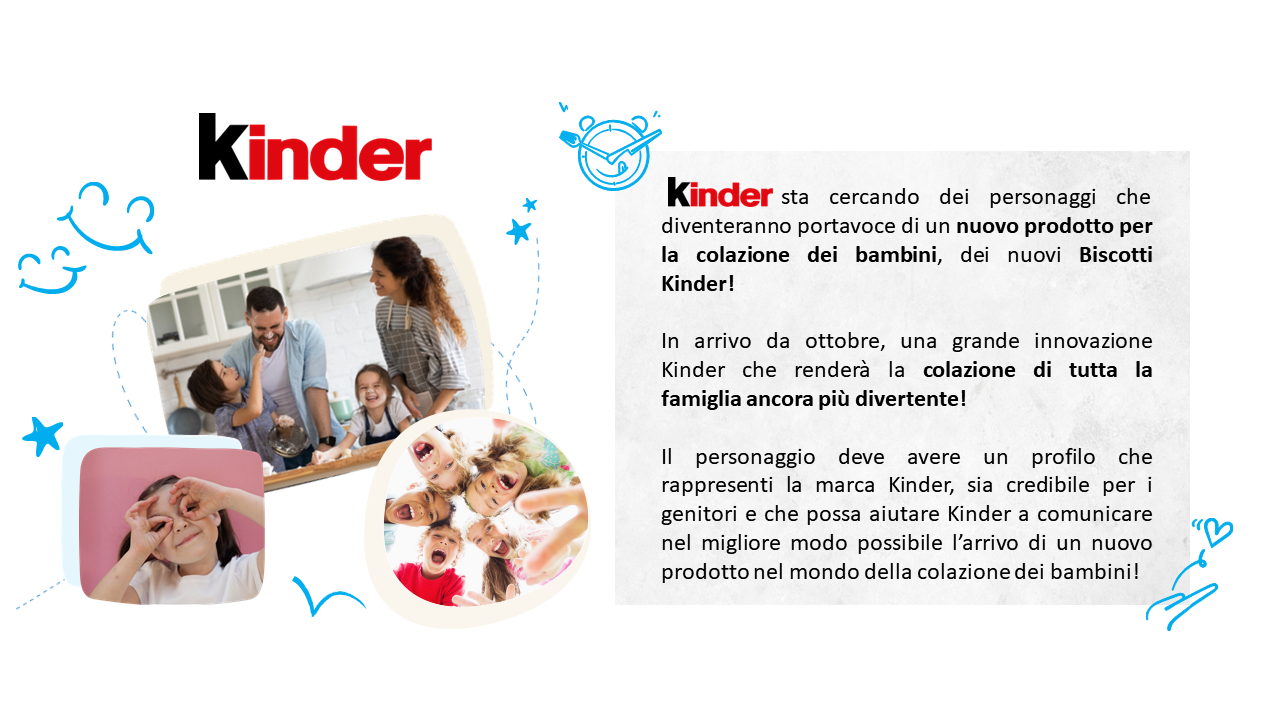 kinder
kinder sta cercando dei personaggi che
diventeranno portavoce di un nuovo prodotto per
la colazione dei bambini, dei nuovi Biscotti
Kinder!
In arrivo da ottobre, una grande innovazione
Kinder che renderà la colazione di tutta la
famiglia ancora più divertente!
Il personaggio deve avere un profilo che
rappresenti la marca Kinder, sia credibile per i
genitori e che possa aiutare Kinder a comunicare
nel migliore modo possibile l’arrivo di un nuovo
prodotto nel mondo della colazione dei bambini!